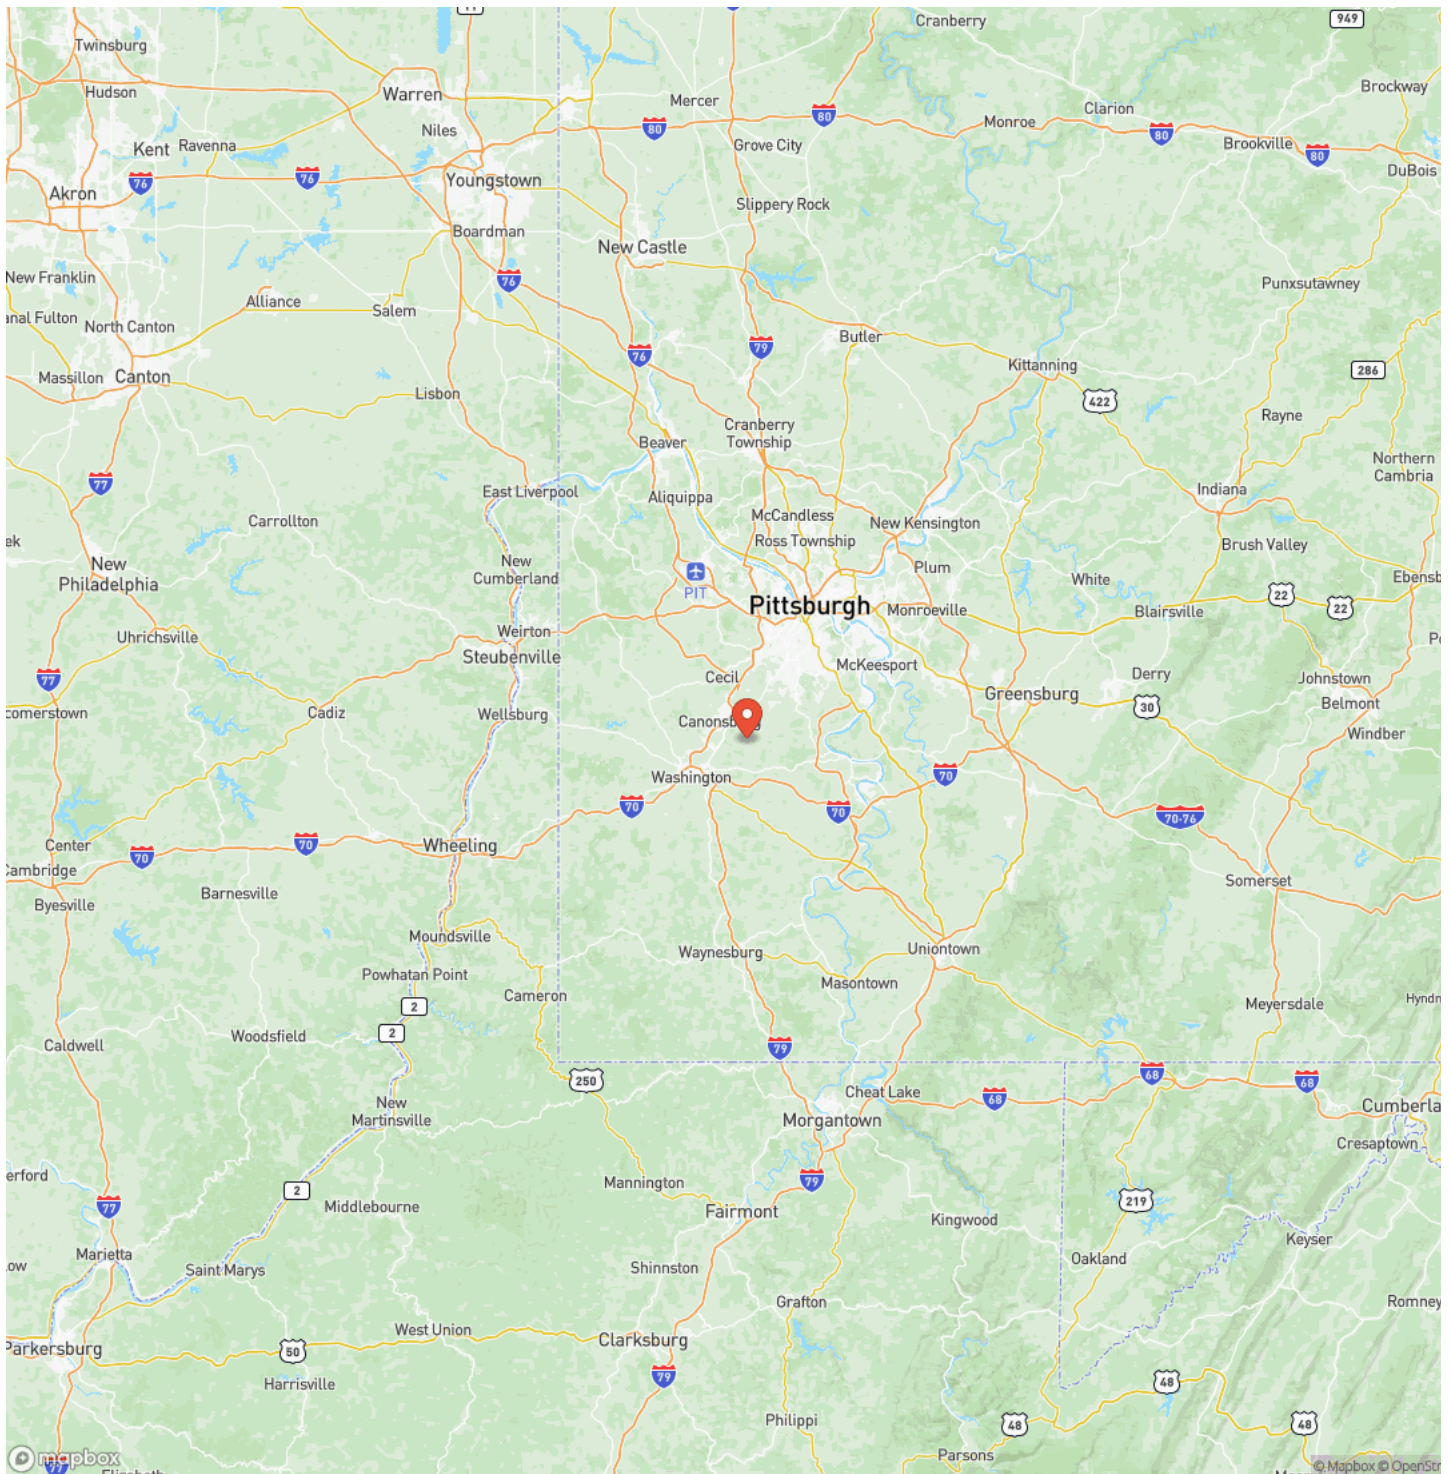 Cranberry
949
Twinsburg
Hudson
Warren
Mercer
Clarion
Brockway
Niles
80
80
Monroe
80
Brookville
80
Kent
Ravenna
Grove City
DuBois
76
76
Akron
Youngstown
Slippery Rock
Boardman
New Castle
New Franklin
76
Punxsutawney
Alliance
Salem
anal Fulton
North Canton
Butler
76
79
Kittanning
Massillon
Canton
286
Lisbon
422
Rayne
Cranberry
Township
Beaver
Northern
Cambria
77
East Liverpool
Aliquippa
Indiana
Carrollton
McCandless
New Kensington
ek
Ross Township
Brush Valley
New
Philadelphia
New
Cumberland
PIT
Plum
White
Ebensb
22
22
Pittsburgh
Monroeville
Blairsville
Uhrichsville
Weirton
Steubenville
McKeesport
77
Cecil
Derry
Johnstown
Greensburg
comerstown
Cadiz
Wellsburg
Canonsburg
30
Belmont
Windber
Washington
70
70
70
70-76
Center
70
70
Wheeling
Cambridge
Barnesville
Somerset
Byesville
Moundsville
Waynesburg
Uniontown
Powhatan Point
Masontown
Cameron
Meyersdale
Hyndm
2
2
Woodsfield
Caldwell
79
250
68
68
Cheat Lake
68
New
Martinsville
Morgantown
Cumberla
Cresaptown
erford
Mannington
79
2
77
Middlebourne
219
Fairmont
Kingwood
Keyser
Marietta
Oakland
ow
Saint Marys
Shinnston
Grafton
Romney
West Union
Clarksburg
Parkersburg
50
79
Harrisville
48
Philippi
48
48
Parsons
mapbox
77
© Mapbox © OpenStr